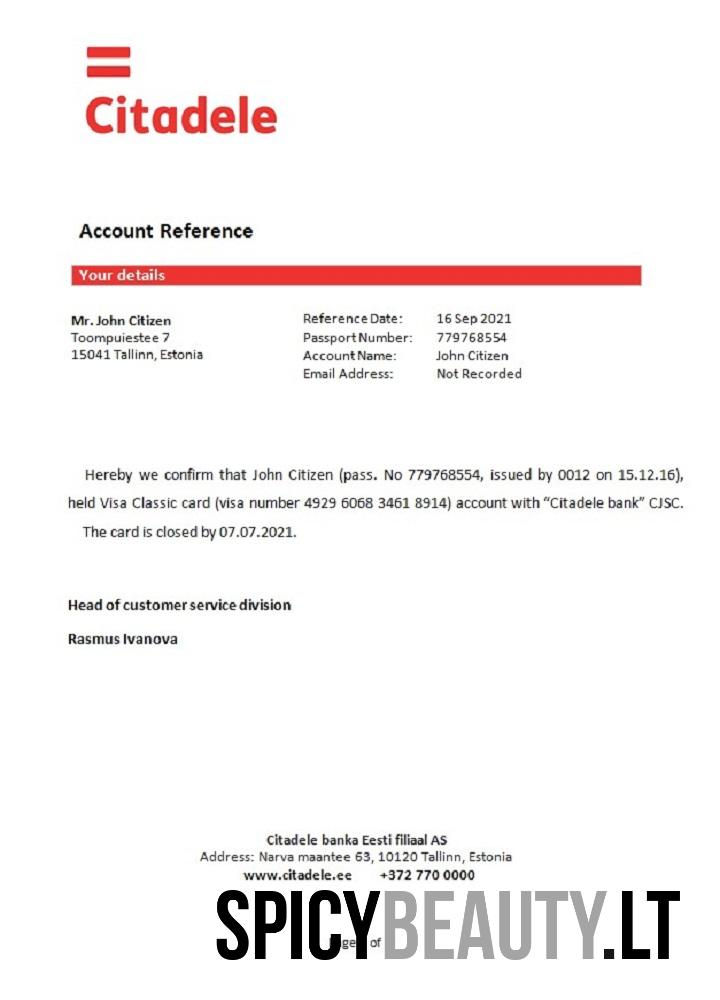 Citadele
Account Reference
Your details
Mr. John Citizen
Toompuiestee 7
15041 Tallinn, Estonia
Reference Date: 16 Sep 2021
Passport Number: 779768554
Account Name: John Citizen
Email Address: Not Recorded
Hereby we confirm that John Citizen (pass. No 779768554, issued by 0012 on 15.12.16),
held Visa Classic card (visa number 4929 6068 3461 8914) account with “Citadele bank” CJSC.
The card is closed by 07.07.2021.
Head of customer service division
Rasmus Ivanova
Citadele banka Eesti filiaal AS
Address: Narva maantee 63, 10120 Tallinn, Estonia
www.citadele.ee +372 770 0000
SPICYBEAUTY.LT
of